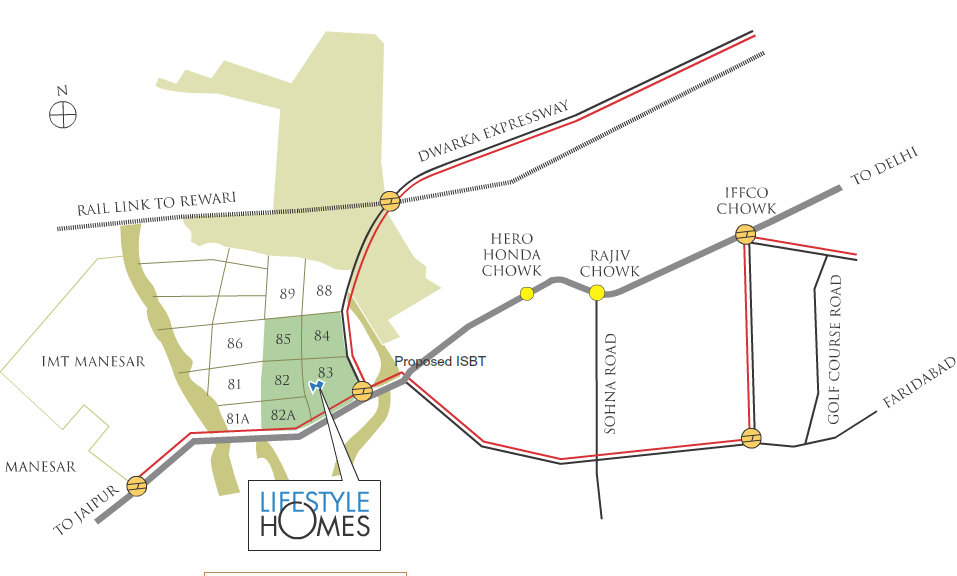 N
DWARKA EXPRESSWAY
TO DELHI
RAIL LINK TO REWARI
IFFCO
CHOWK
HERO
HONDA
CHOWK
RAJIV
CHOWK
89
88
86
85
84
IMT MANESAR
Proposed ISBT
81
82
83
SOHNA ROAD
GOLF COURSE ROAD
FARIDABAD
81A
82A
MANESAR
TO JAIPUR
LIFESTYLE
HOMES